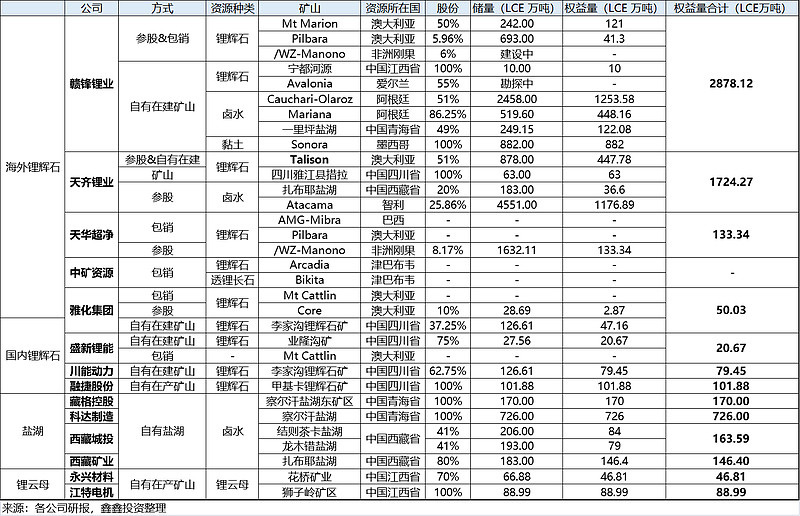 公司 方式 资源种类 矿山 资源所在国 股份 储量（LCE 万吨） 权益量（LCE 万吨） 权益量合计（LCE万吨）
海外锂辉石 赣锋锂业 参股&包销 锂辉石 Mt Marion 澳大利亚 50% 242.00 121 2878.12
Pilbara 澳大利亚 5.96% 693.00 41.3
/WZ-Manono 非洲刚果 6% 建设中 -
自有在建矿山 锂辉石 宁都河源 中国江西省 100% 10.00 10
Avalonia 爱尔兰 55% 勘探中 -
卤水 Cauchari-Olaroz 阿根廷 51% 2458.00 1253.58
Mariana 阿根廷 86.25% 519.60 448.16
一里坪盐湖 中国青海省 49% 249.15 122.08
黏土 Sonora 墨西哥 100% 882.00 882
天齐锂业 参股&自有在建矿山 锂辉石 Talison 澳大利亚 51% 878.00 447.78 1724.27
四川雅江县措拉 中国四川省 100% 63.00 63
参股 卤水 扎布耶盐湖 中国西藏省 20% 183.00 36.6
Atacama 智利 25.86% 4551.00 1176.89
天华超净 包销 锂辉石 AMG-Mibra 巴西 - - - 133.34
Pilbara 澳大利亚 - - -
参股 /WZ-Manono 非洲刚果 8.17% 1632.11 133.34
中矿资源 包销 锂辉石 Arcadia 津巴布韦 - - - -
透锂长石 Bikita 津巴布韦 - - -
雅化集团 包销 锂辉石 Mt Cattlin 澳大利亚 - - - 50.03
参股 Core 澳大利亚 10% 28.69 2.87
国内锂辉石 自有在建矿山 锂辉石 李家沟锂辉石矿 中国四川省 37.25% 126.61 47.16
盛新锂能 自有在建矿山 锂辉石 业隆沟矿 中国四川省 75% 27.56 20.67 20.67
包销 - Mt Cattlin 澳大利亚 - - -
川能动力 自有在建矿山 锂辉石 李家沟锂辉石矿 中国四川省 62.75% 126.61 79.45 79.45
融捷股份 自有在产矿山 锂辉石 甲基卡锂辉石矿 中国四川省 100% 101.88 101.88 101.88
盐湖 藏格控股 自有盐湖 卤水 察尔汗盐湖东矿区 中国青海省 100% 170.00 170 170.00
科达制造 察尔汗盐湖 中国青海省 100% 726.00 726 726.00
西藏城投 结则茶卡盐湖 中国西藏省 41% 206.00 84 163.59
龙木错盐湖 41% 193.00 79
西藏矿业 扎布耶盐湖 中国西藏省 80% 183.00 146.4 146.40
锂云母 永兴材料 自有在产矿山 锂云母 花桥矿业 中国江西省 70% 66.88 46.81 46.81
江特电机 狮子岭矿区 中国江西省 100% 88.99 88.99 88.99
来源：各公司研报，鑫鑫投资整理